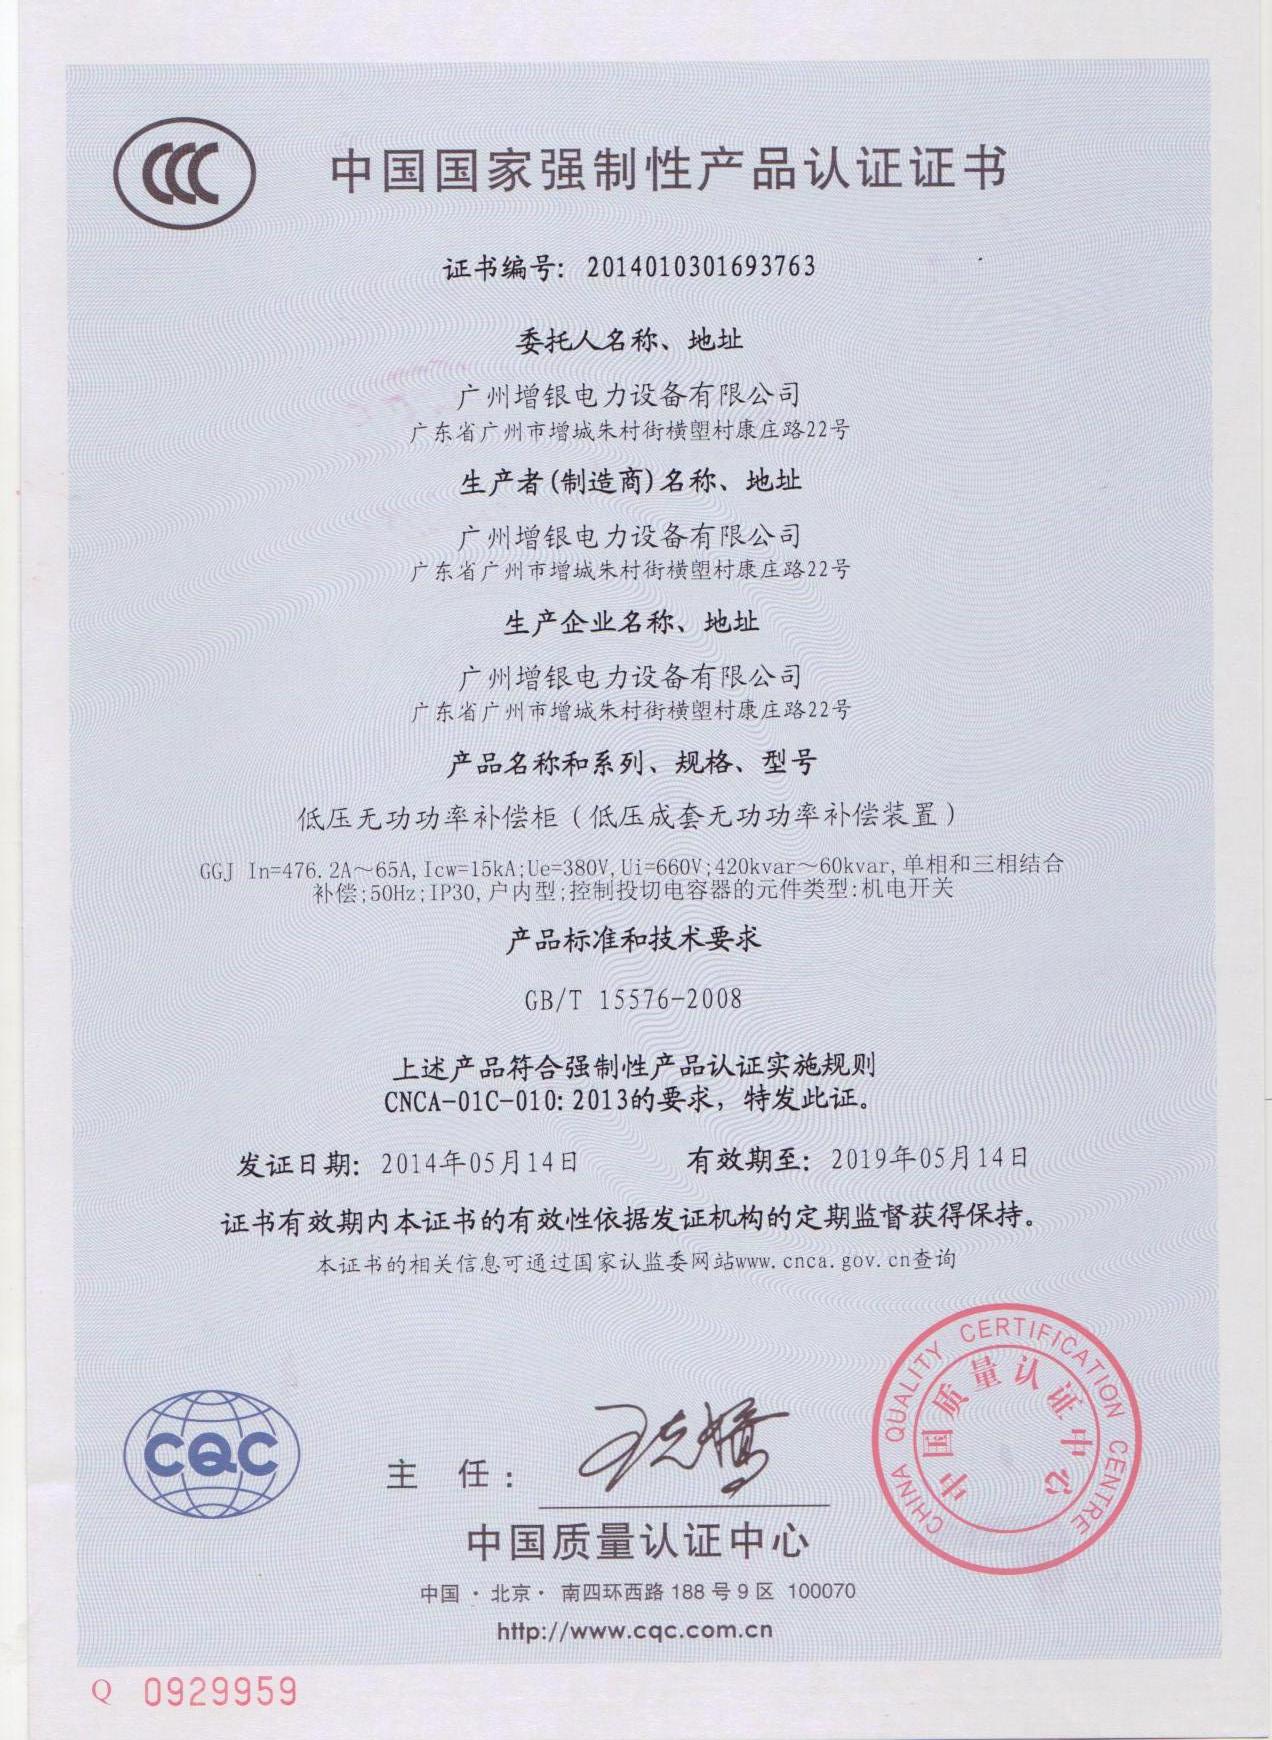 CCC
中国国家强制性产品认证证书
证书编号: 2014010301693763
委托人名称、地址
广州增银电力设备有限公司
广东省广州市增城朱村街横塱村康庄路22号
生产者(制造商)名称、地址
广州增银电力设备有限公司
广东省广州市增城朱村街横塱村康庄路22号
生产企业名称、地址
广州增银电力设备有限公司
广东省广州市增城朱村街横塱村康庄路22号
产品名称和系列、规格、型号
低压无功功率补偿柜（低压成套无功功率补偿装置）
GGJ In=476.2A～65A,Icw=15kA;Ue=380V,Ui=660V;420kvar～60kvar,单相和三相结合
补偿;50Hz;IP30,户内型;控制投切电容器的元件类型:机电开关
产品标准和技术要求
GB/T 15576-2008
上述产品符合强制性产品认证实施规则
CNCA-01C-010:2013的要求，特发此证。
发证日期: 2014年05月14日 有效期至: 2019年05月14日
证书有效期内本证书的有效性依据发证机构的定期监督获得保持。
本证书的相关信息可通过国家认监委网站www.cnca.gov.cn查询
CHINA QUALITY CERTIFICATION CENTRE
中国质量认证中心
CQC
主 任:
中国质量认证中心
中国·北京·南四环西路188号9区 100070
http://www.cqc.com.cn
Q 0929959